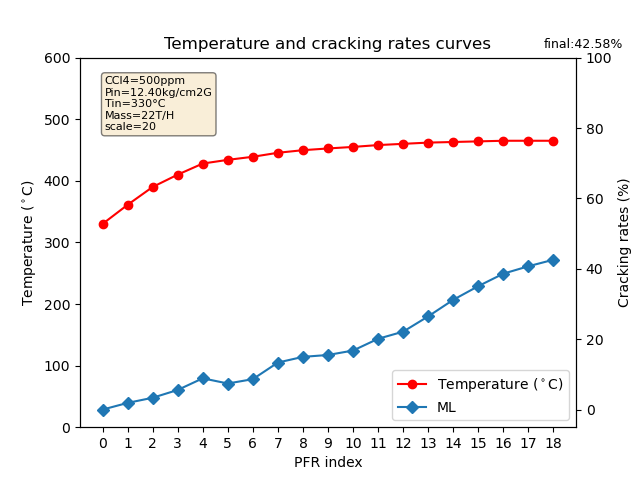 Temperature and cracking rates curves
final:42.58%
CCl4=500ppm
Pin=12.40kg/cm2G
Tin=330°C
Mass=22T/H
scale=20
600
500
400
300
200
100
0
Temperature (°C)
100
80
60
40
20
0
Cracking rates (%)
Temperature (°C)
ML
0 1 2 3 4 5 6 7 8 9 10 11 12 13 14 15 16 17 18
PFR index